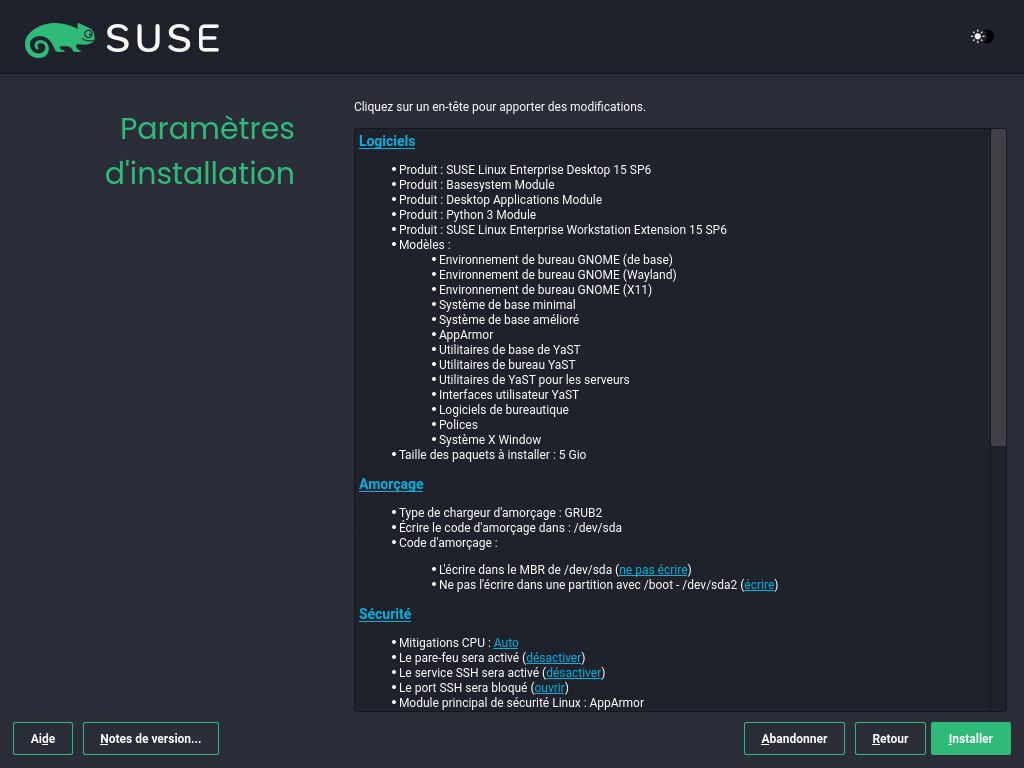 SUSE
Paramètres
d'installation
Cliquez sur un en-tête pour apporter des modifications.
Logiciels
• Produit : SUSE Linux Enterprise Desktop 15 SP6
• Produit : Basesystem Module
• Produit : Desktop Applications Module
• Produit : Python 3 Module
• Produit : SUSE Linux Enterprise Workstation Extension 15 SP6
• Modèles :
• Environnement de bureau GNOME (de base)
• Environnement de bureau GNOME (Wayland)
• Environnement de bureau GNOME (X11)
• Système de base minimal
• Système de base amélioré
• AppArmor
• Utilitaires de base de YaST
• Utilitaires de bureau YaST
• Utilitaires de YaST pour les serveurs
• Interfaces utilisateur YaST
• Logiciels de bureautique
• Polices
• Système X Window
• Taille des paquets à installer : 5 Gio
Amorçage
• Type de chargeur d'amorçage : GRUB2
• Écrire le code d'amorçage dans : /dev/sda
• Code d'amorçage :
• L'écrire dans le MBR de /dev/sda (ne pas écrire)
• Ne pas l'écrire dans une partition avec /boot - /dev/sda2 (écrire)
Sécurité
• Mitigations CPU : Auto
• Le pare-feu sera activé (désactiver)
• Le service SSH sera activé (désactiver)
• Le port SSH sera bloqué (ouvrir)
• Module principal de sécurité Linux : AppArmor
Aide
Notes de version...
Abandonner
Retour
Installer